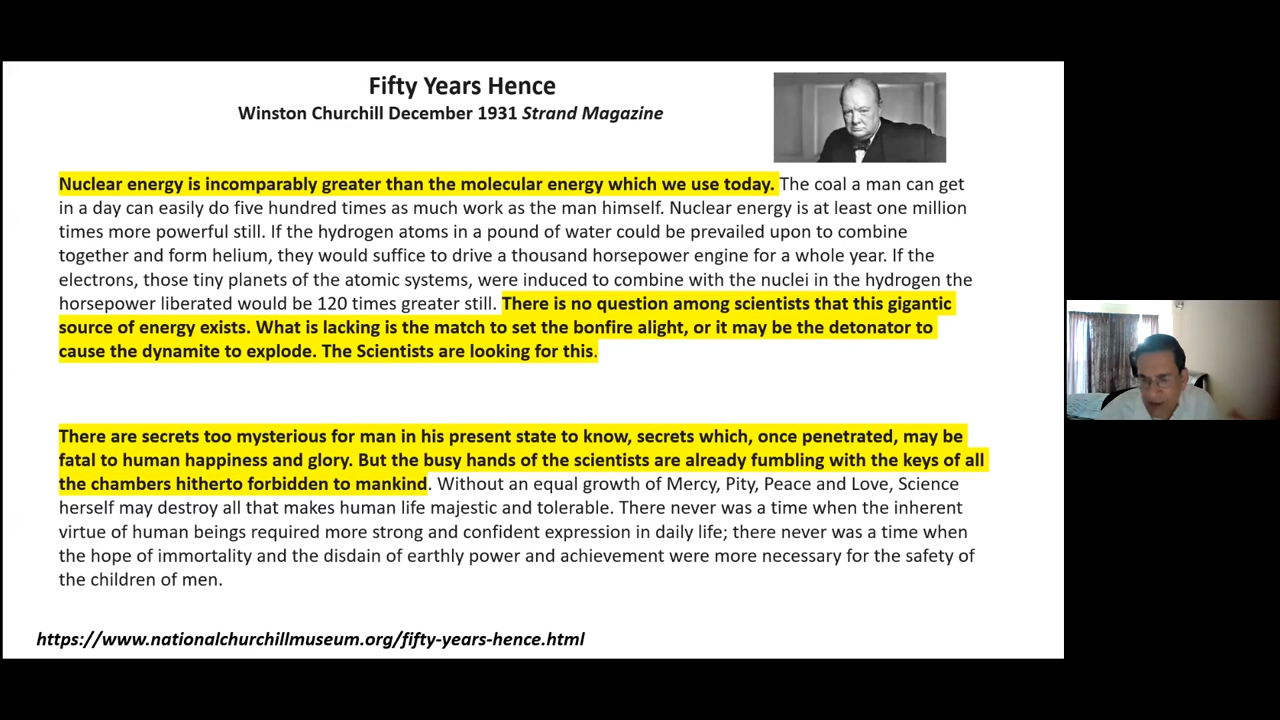 Fifty Years Hence
Winston Churchill December 1931 Strand Magazine
Nuclear energy is incomparably greater than the molecular energy which we use today. The coal a man can get
in a day can easily do five hundred times as much work as the man himself. Nuclear energy is at least one million
times more powerful still. If the hydrogen atoms in a pound of water could be prevailed upon to combine
together and form helium, they would suffice to drive a thousand horsepower engine for a whole year. If the
electrons, those tiny planets of the atomic systems, were induced to combine with the nuclei in the hydrogen the
horsepower liberated would be 120 times greater still. There is no question among scientists that this gigantic
source of energy exists. What is lacking is the match to set the bonfire alight, or it may be the detonator to
cause the dynamite to explode. The Scientists are looking for this.
There are secrets too mysterious for man in his present state to know, secrets which, once penetrated, may be
fatal to human happiness and glory. But the busy hands of the scientists are already fumbling with the keys of all
the chambers hitherto forbidden to mankind. Without an equal growth of Mercy, Pity, Peace and Love, Science
herself may destroy all that makes human life majestic and tolerable. There never was a time when the inherent
virtue of human beings required more strong and confident expression in daily life; there never was a time when
the hope of immortality and the disdain of earthly power and achievement were more necessary for the safety of
the children of men.
https://www.nationalchurchillmuseum.org/fifty-years-hence.html